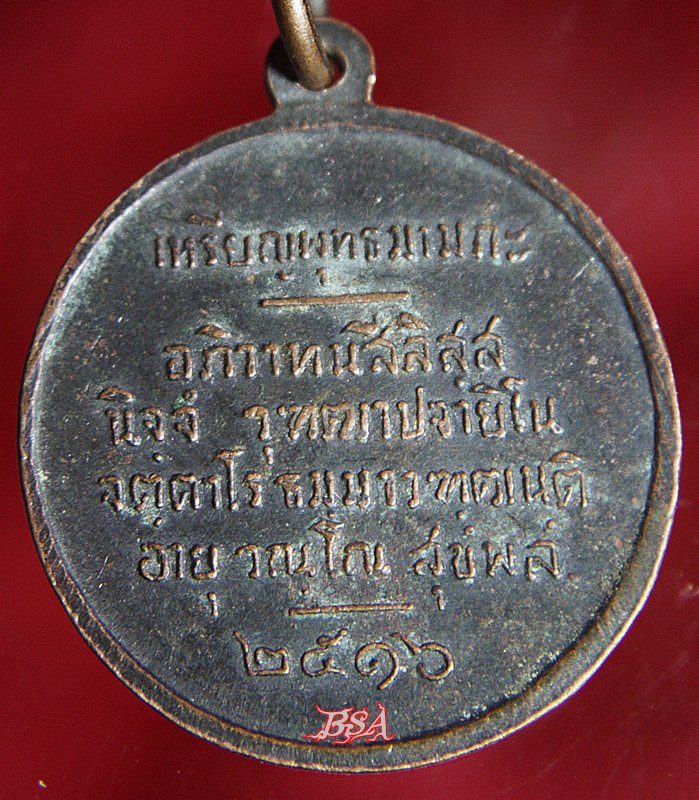 เหรียญพุทธมามกะ
อภิวาทนสีลิสฺส
นิจจํ วุฑฒาปจายิโน
จตฺตาโร ธมฺมา วฑฺฒนติ
อายุ วณฺโณ สุขํ พลํ
๒๕๑๖
BSA